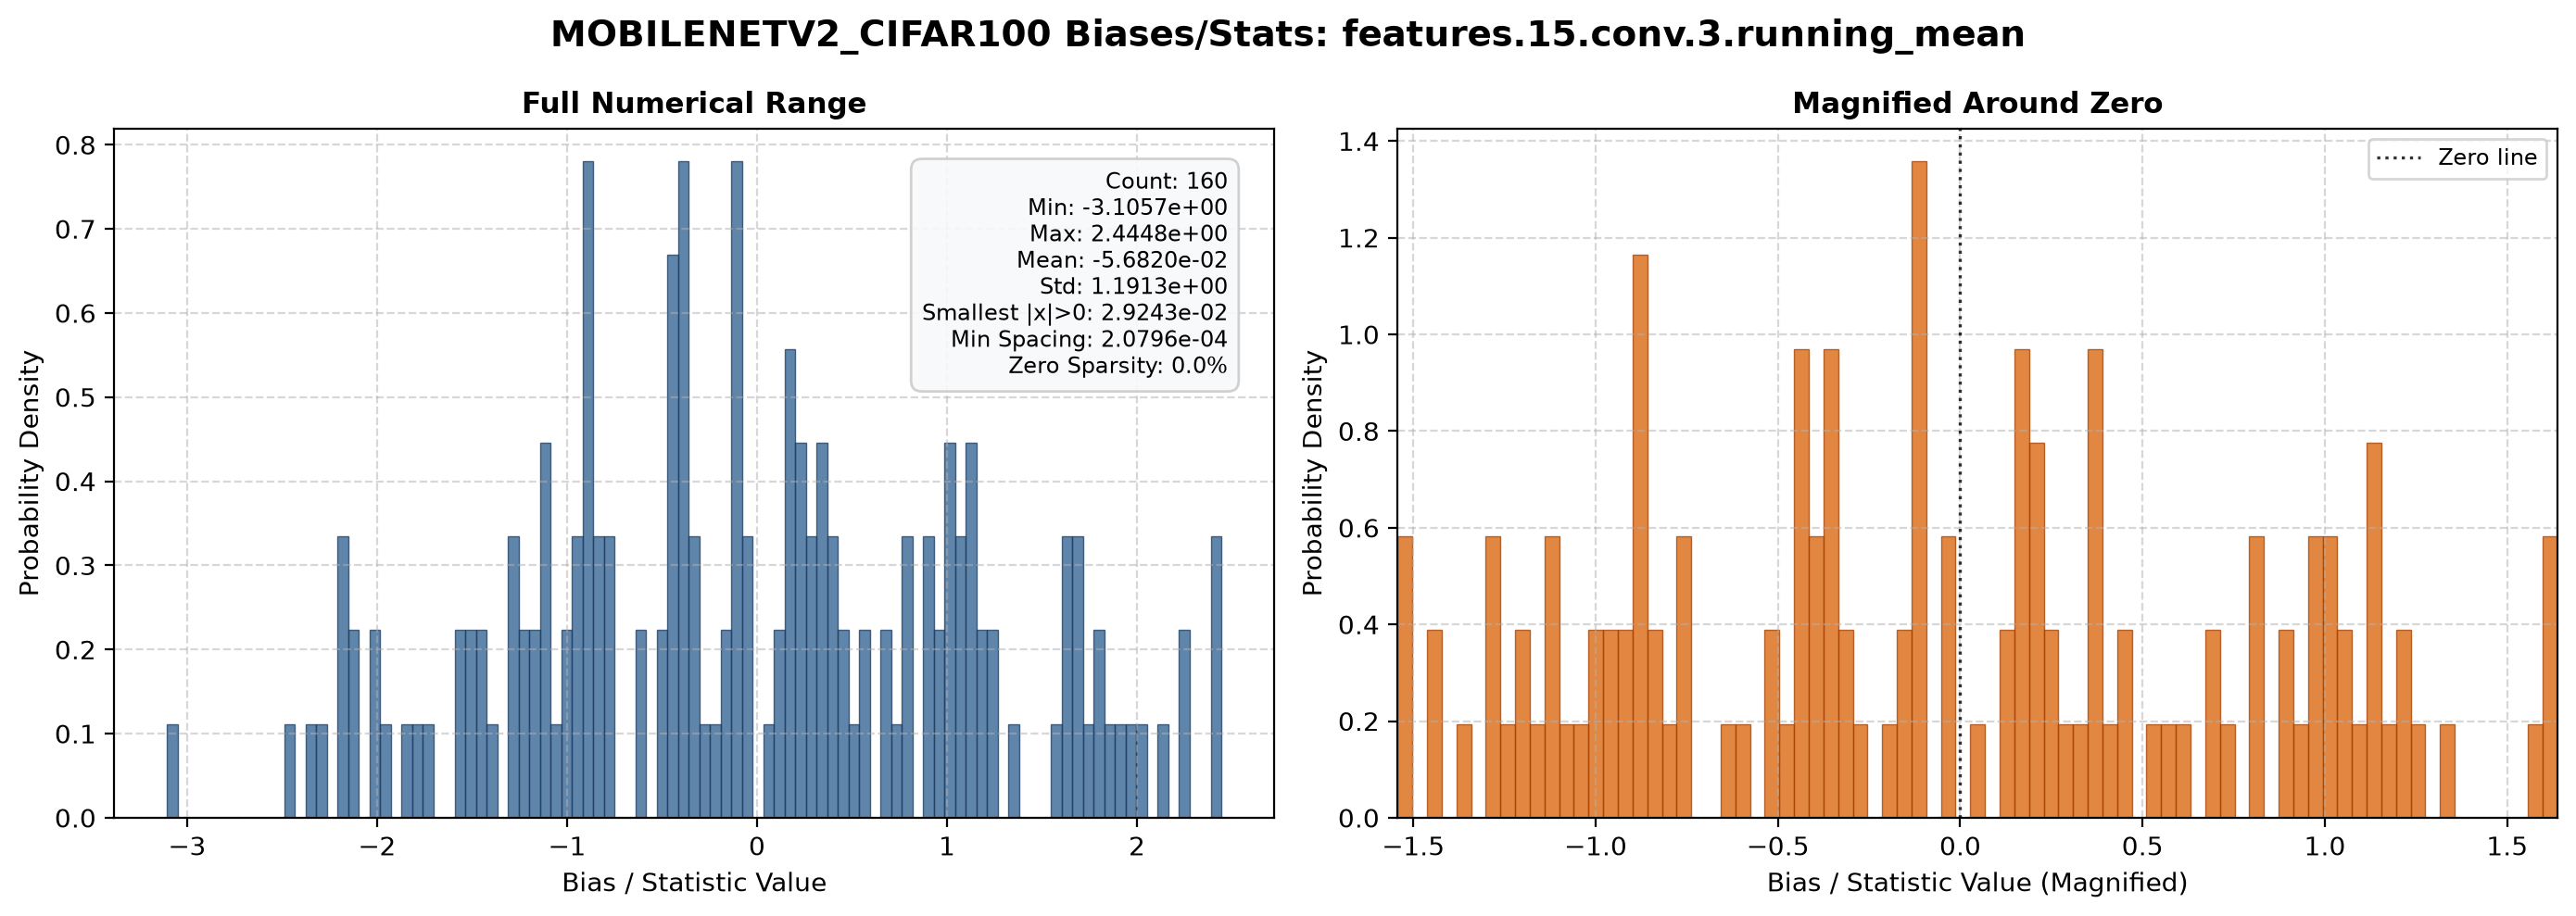 MOBILENETV2_CIFAR100 Biases/Stats: features.15.conv.3.running_mean
Full Numerical Range
Probability Density
0.8
0.7
0.6
0.5
0.4
0.3
0.2
0.1
0.0
Count: 160
Min: -3.1057e+00
Max: 2.4448e+00
Mean: -5.6820e-02
Std: 1.1913e+00
Smallest |x|>0: 2.9243e-02
Min Spacing: 2.0796e-04
Zero Sparsity: 0.0%
−3 −2 −1 0 1 2
Bias / Statistic Value
Magnified Around Zero
Probability Density
1.4
1.2
1.0
0.8
0.6
0.4
0.2
0.0
Zero line
−1.5 −1.0 −0.5 0.0 0.5 1.0 1.5
Bias / Statistic Value (Magnified)